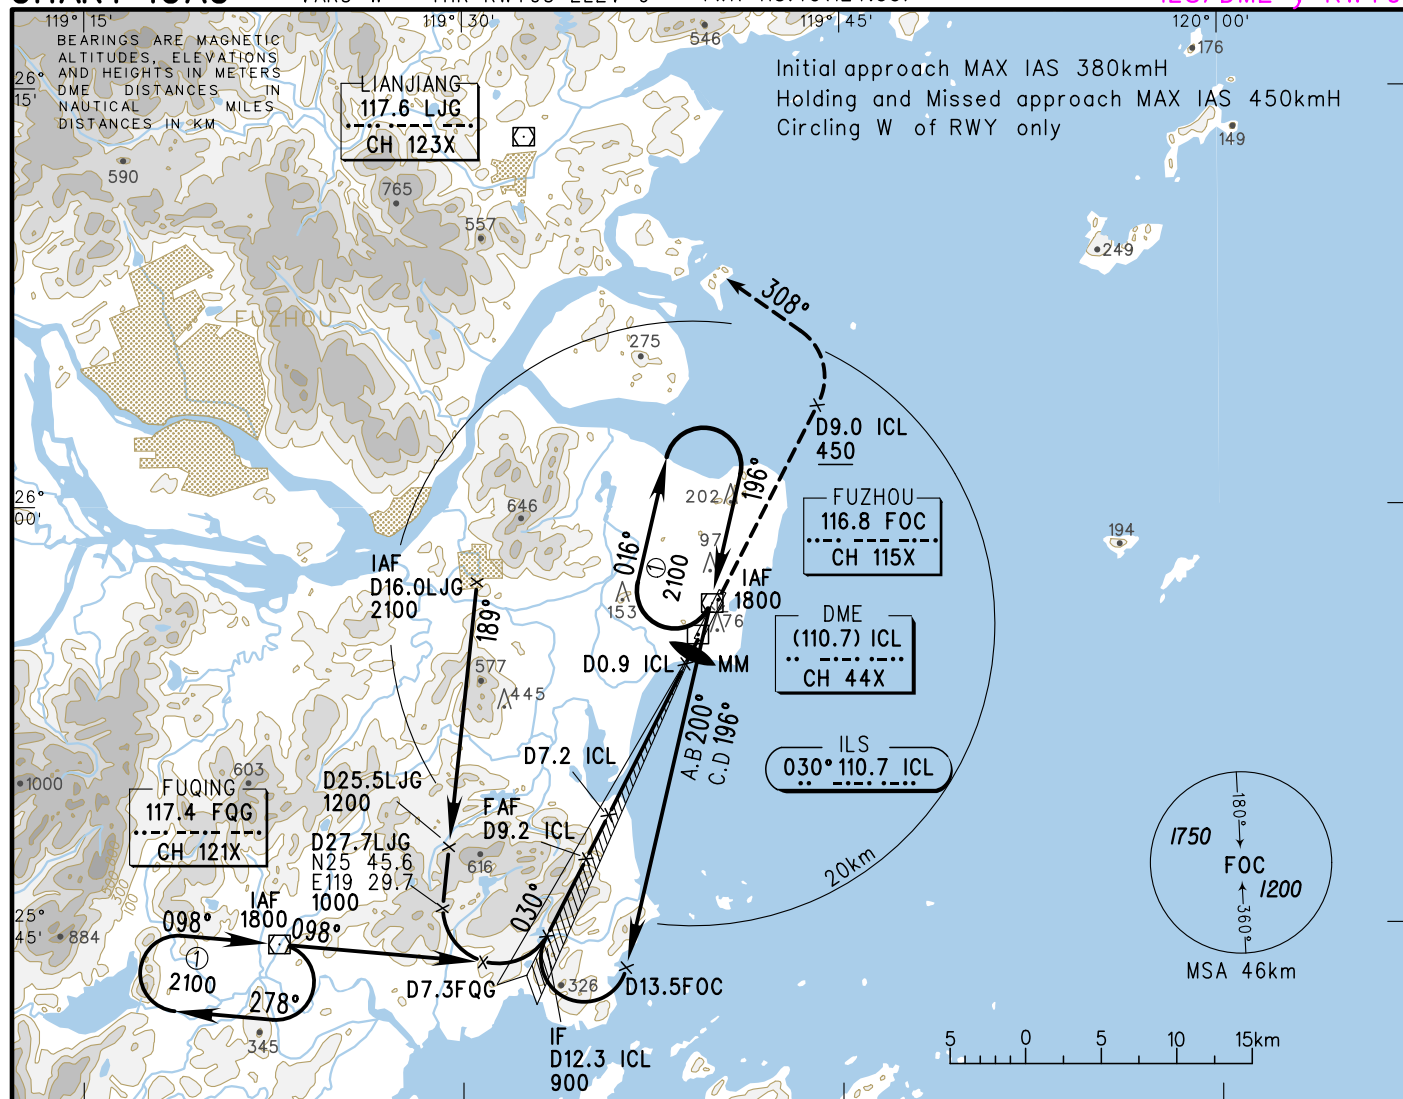 119° 15'
119° 30'
119° 45'
120° 00'
BEARINGS ARE MAGNETIC
ALTITUDES, ELEVATIONS
AND HEIGHTS IN METERS
DME DISTANCES IN
NAUTICAL MILES
DISTANCES IN KM
546
176
Initial approach MAX IAS 380kmH
Holding and Missed approach MAX IAS 450kmH
Circling W of RWY only
26°
15'
LIANJIANG
117.6 LJG
CH 123X
149
590
765
557
249
308°
FUZHOU
275
D9.0 ICL
450
26°
00'
646
202
196°
FUZHOU
116.8 FOC
CH 115X
194
97
016°
1
2100
IAF
D16.0LJG
2100
IAF
1800
153
76
189°
DME
(110.7) ICL
CH 44X
D0.9 ICL
MM
577
445
A.B 200°
C.D 196°
D7.2 ICL
ILS
030° 110.7 ICL
1000
603
FUQING
117.4 FQG
CH 121X
D25.5LJG
1200
FAF
D9.2 ICL
D27.7LJG
N25 45.6
E119 29.7
1000
616
20km
180°
1750
FOC
1200
360°
MSA 46km
030°
25°
45'
884
IAF
1800
098°
098°
1
2100
278°
D7.3FQG
326
D13.5FOC
345
IF
D12.3 ICL
900
5 0 5 10 15km
300
100